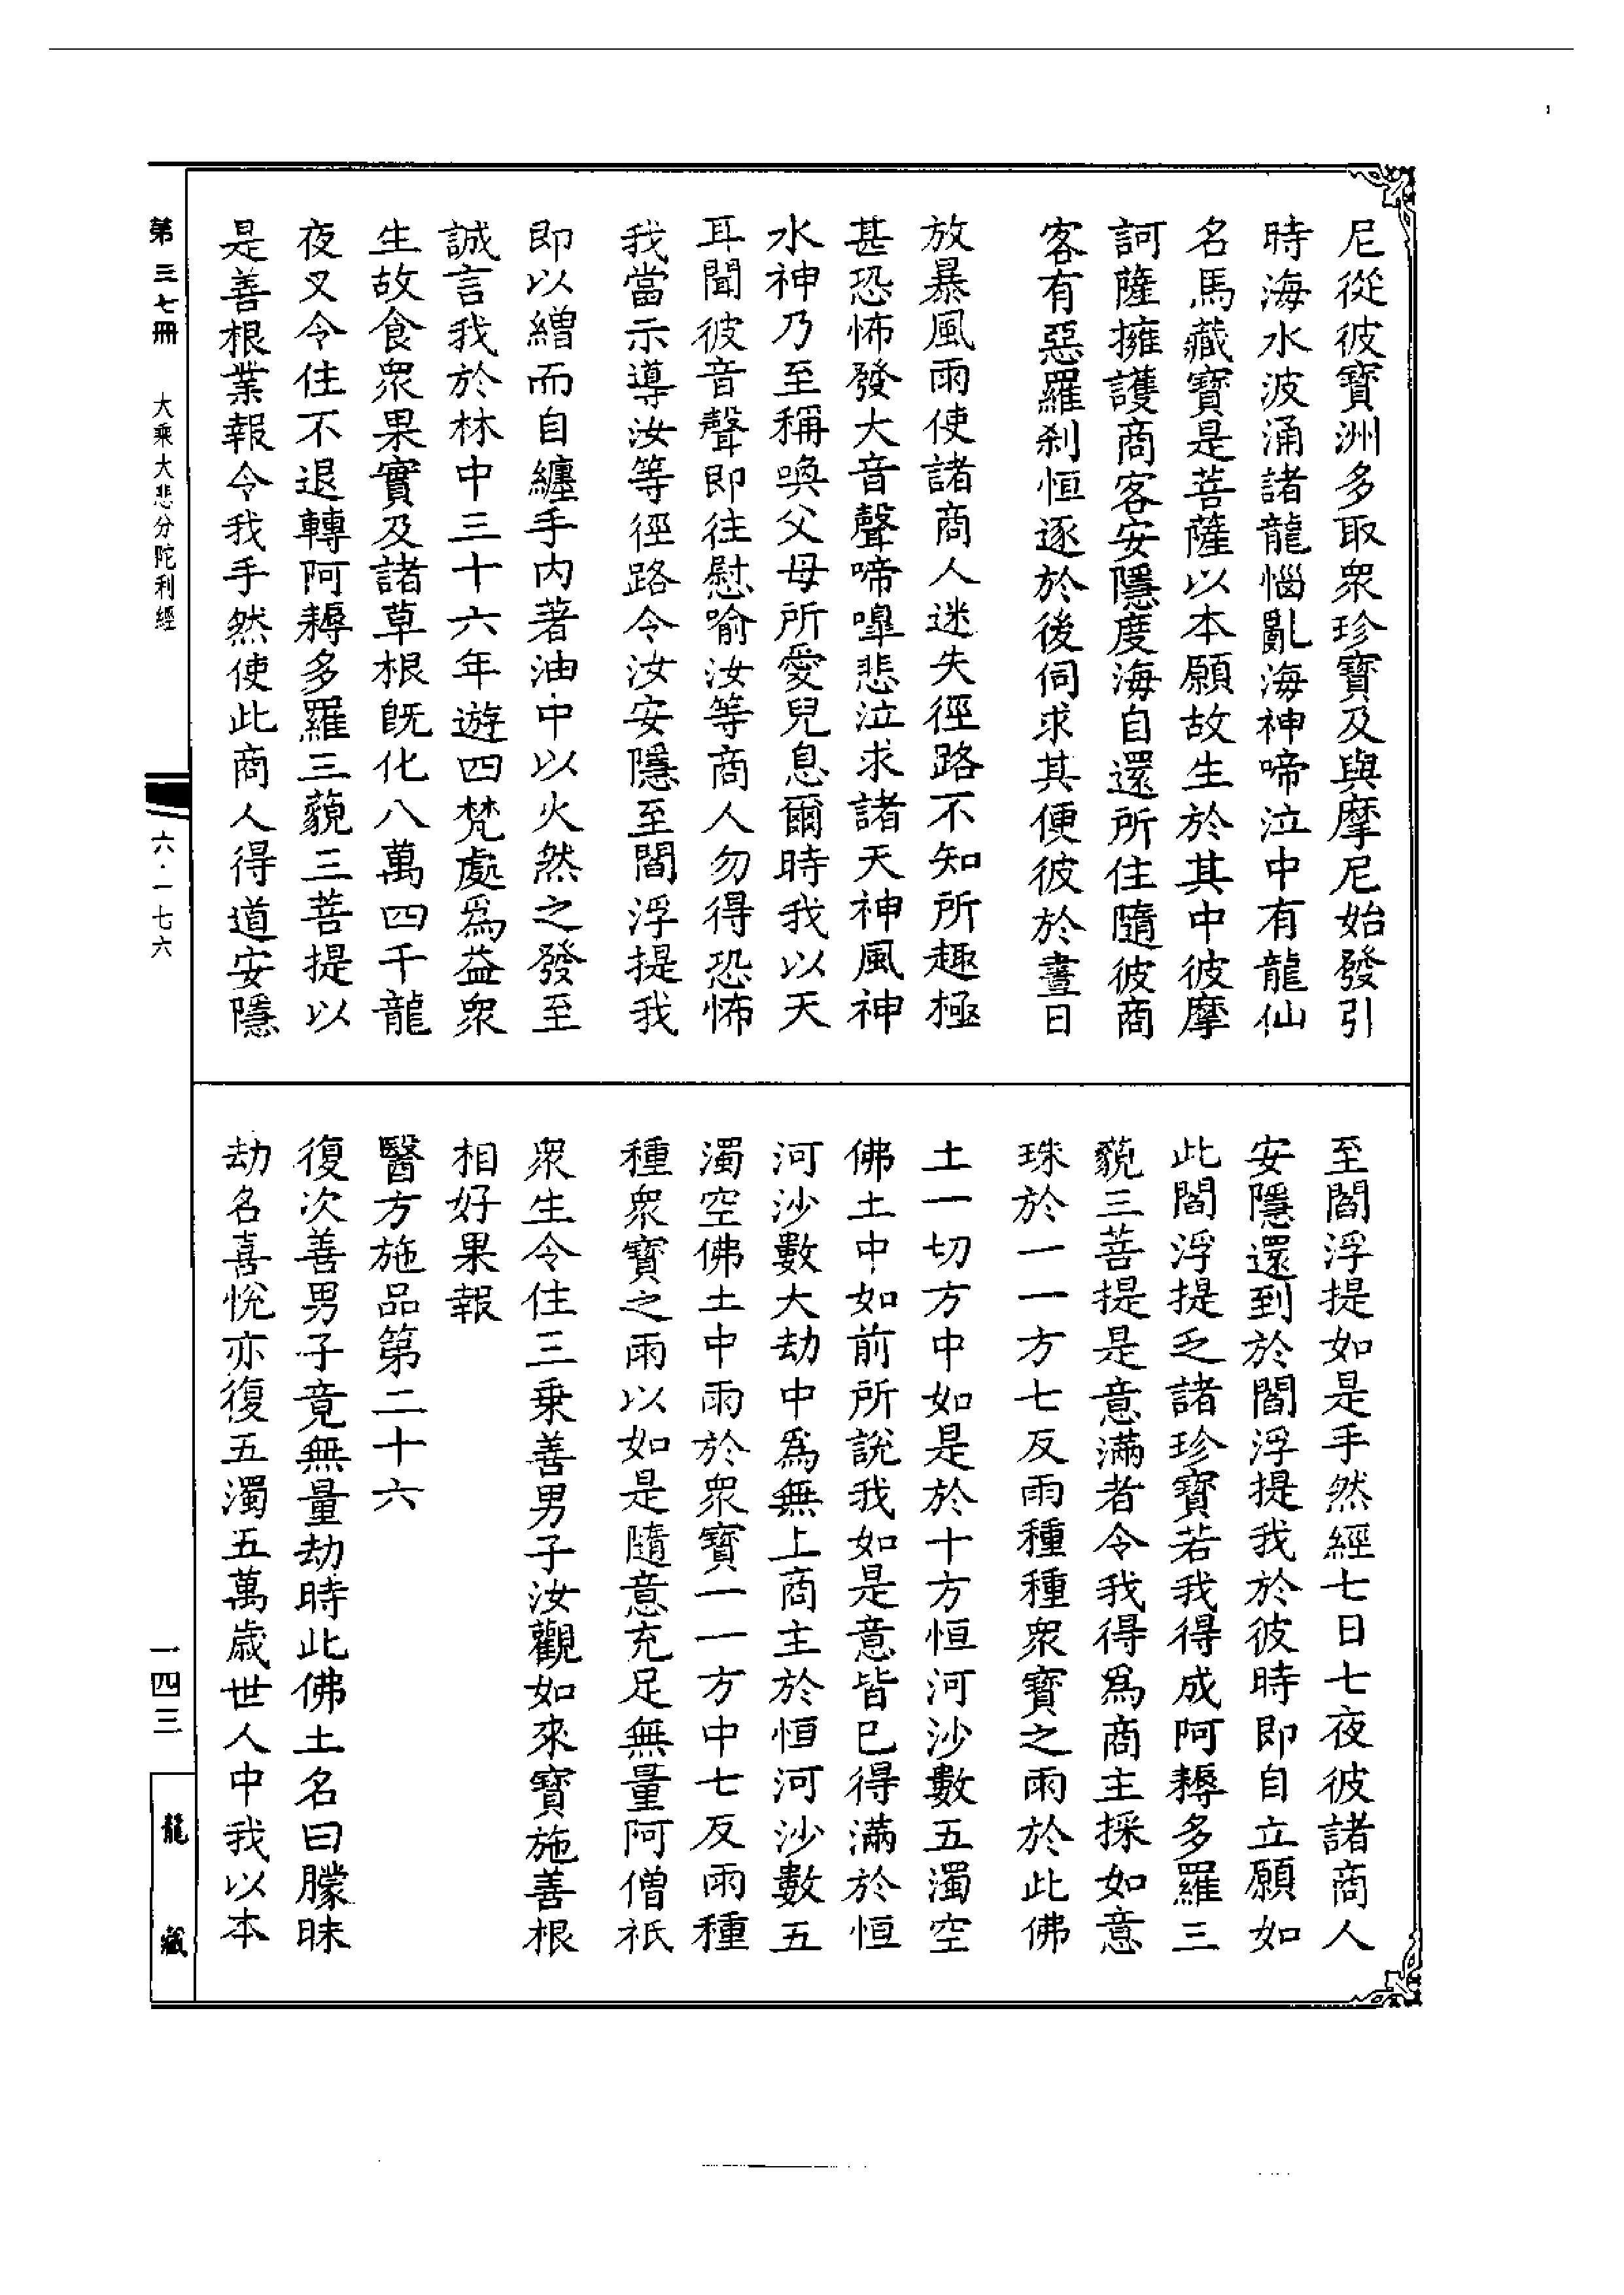 尼從彼寶洲多取眾珍寶及與摩尼始發引
時海水波涌諸龍惱亂海神啼泣中有龍仙
名馬藏寶是菩薩以本願故生於其中彼摩
訶薩擁護商客安隱度海自還所住隨彼商
客有惡羅刹恒逐於後伺求其便彼於晝日
放暴風雨使諸商人迷失徑路不知所趣極
甚恐怖發大音聲啼嘷悲泣求諸天神風神
水神乃至稱喚父母所愛兒息爾時我以天
耳聞彼音聲即往慰喻汝等商人勿得恐怖
我當示導汝等徑路令汝安隱至閻浮提我
即以繒而自纏手內著油中以火然之發至
誠言我於林中三十六年遊四梵處爲益眾
生故食眾果實及諸草根旣化八萬四千龍
夜叉令住不退轉阿耨多羅三藐三菩提以
是善根業報令我手然使此商人得道安隱
至閻浮提如是手然經七日七夜彼諸商人
安隱還到於閻浮提我於彼時即自立願如
此閻浮提乏諸珍寶若我得成阿耨多羅三
藐三菩提是意滿者令我得爲商主採如意
珠於一一方七反雨種種眾寶之雨於此佛
土一切方中如是於十方恒河沙數五濁空
佛土中如前所說我如是意皆已得滿於恒
河沙數大劫中爲無上商主於恒河沙數五
濁空佛土中雨於眾寶一一方中七反雨種
種眾寶之雨以如是隨意充足無量阿僧祇
眾生令住三乘善男子汝觀如來寶施善根
相好果報
醫方施品第二十六
復次善男子竟無量劫時此佛土名曰朦昧
劫名喜悅亦復五濁五萬歲世人中我以本
第三七冊 大乘大悲分陀利經
六·一七六
一四三
龍藏